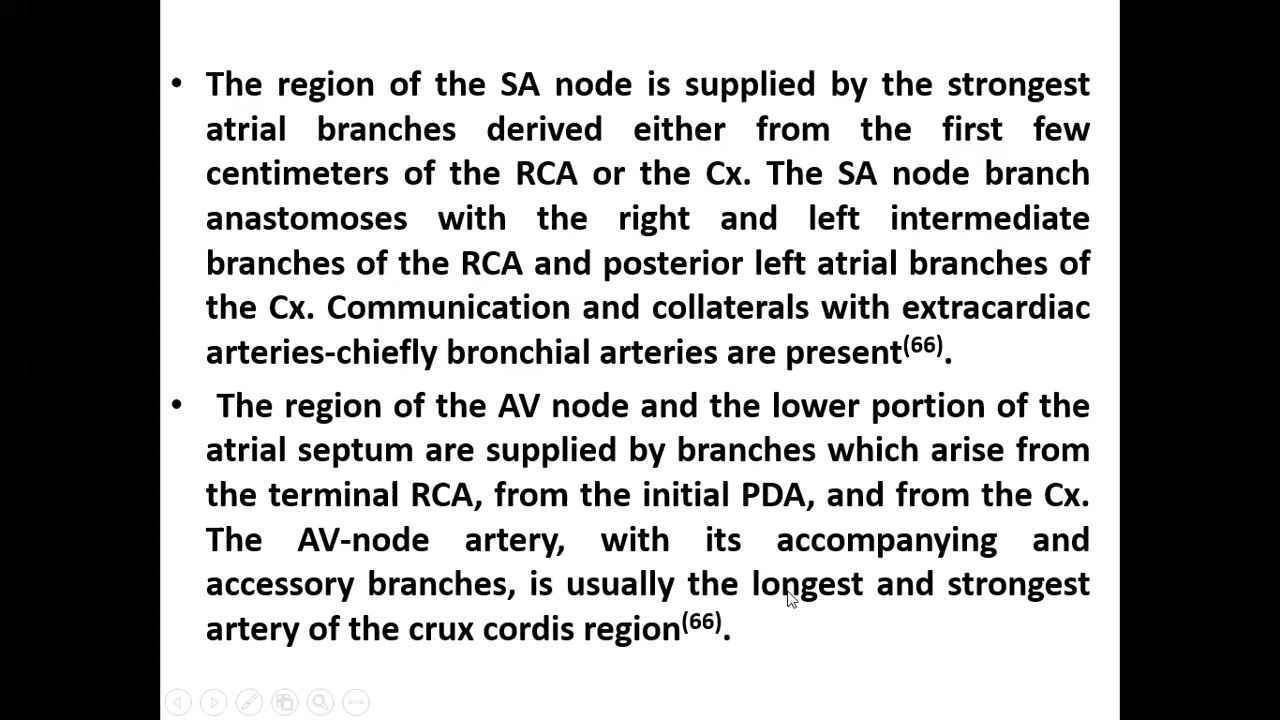 • The region of the SA node is supplied by the strongest
atrial branches derived either from the first few
centimeters of the RCA or the Cx. The SA node branch
anastomoses with the right and left intermediate
branches of the RCA and posterior left atrial branches of
the Cx. Communication and collaterals with extracardiac
arteries-chiefly bronchial arteries are present(66).
• The region of the AV node and the lower portion of the
atrial septum are supplied by branches which arise from
the terminal RCA, from the initial PDA, and from the Cx.
The AV-node artery, with its accompanying and
accessory branches, is usually the longest and strongest
artery of the crux cordis region(66).